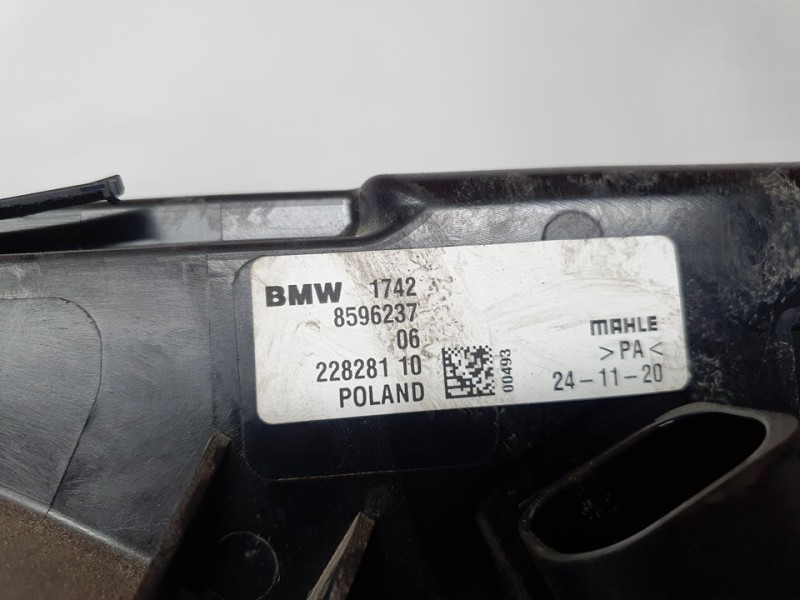 BMW 1742
8596237
06
228281 10
POLAND
00493
MAHLE
>PA<
24-11-20